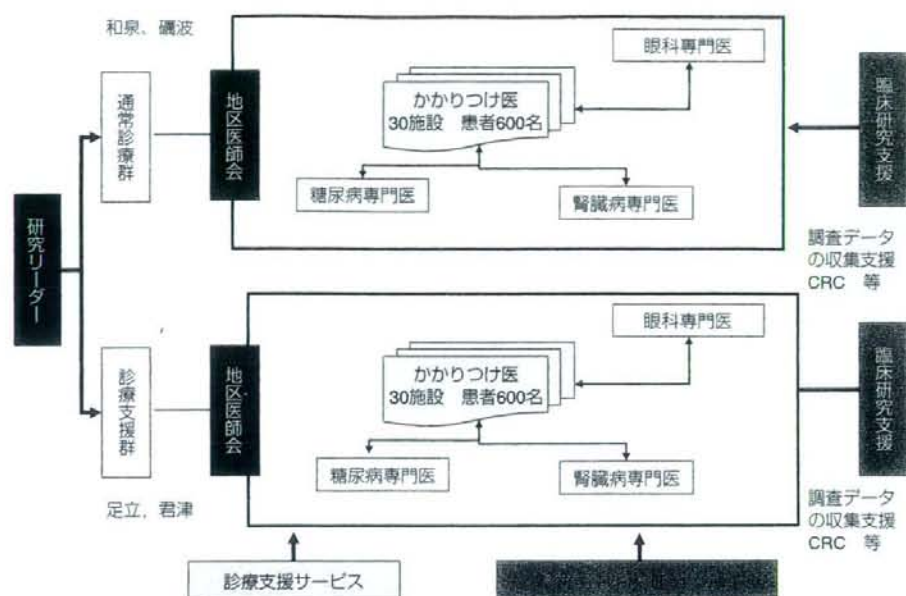 和泉、礪波
眼科専門医
かかりつけ医
30施設 患者600名
通常診療群
地区医師会
臨床研究支援
糖尿病専門医
腎臓病専門医
研究リーダー
調査データ
の収集支援
CRC 等
眼科専門医
かかりつけ医
30施設 患者600名
診療支援群
地区医師会
臨床研究支援
糖尿病専門医
腎臓病専門医
足立、君津
調査データ
の収集支援
CRC 等
診療支援サービス